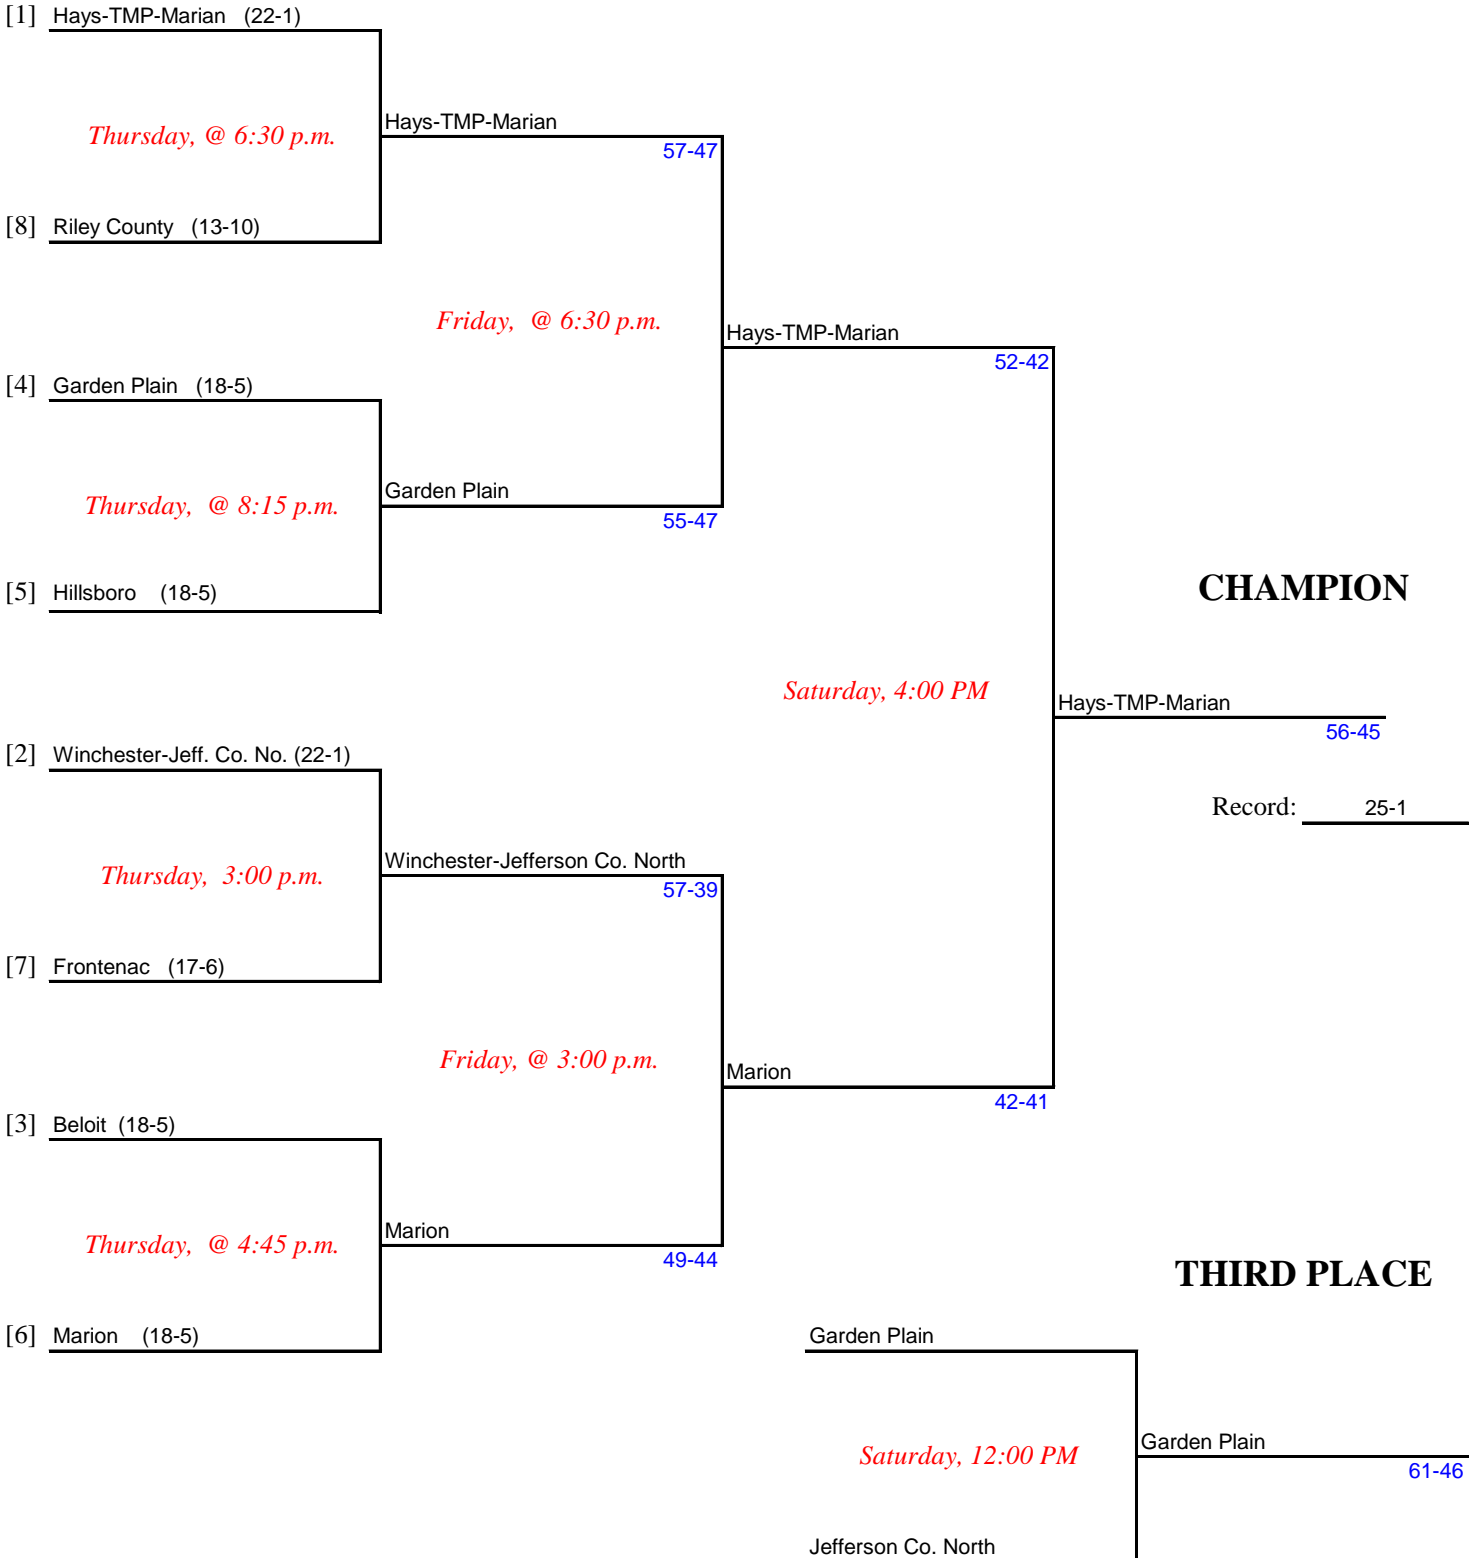 [1] Hays-TMP-Marian (22-1)
Hays-TMP-Marian
Thursday, @ 6:30 p.m.
57-47
[8] Riley County (13-10)
Friday, @ 6:30 p.m.
Hays-TMP-Marian
52-42
[4] Garden Plain (18-5)
Garden Plain
Thursday, @ 8:15 p.m.
55-47
[5] Hillsboro (18-5)
CHAMPION
Saturday, 4:00 PM
Hays-TMP-Marian
56-45
[2] Winchester-Jeff. Co. No. (22-1)
Record: 25-1
Winchester-Jefferson Co. North
Thursday, 3:00 p.m.
57-39
[7] Frontenac (17-6)
Friday, @ 3:00 p.m.
Marion
42-41
[3] Beloit (18-5)
Marion
Thursday, @ 4:45 p.m.
49-44
THIRD PLACE
[6] Marion (18-5)
Garden Plain
Saturday, 12:00 PM
Garden Plain
61-46
Jefferson Co. North